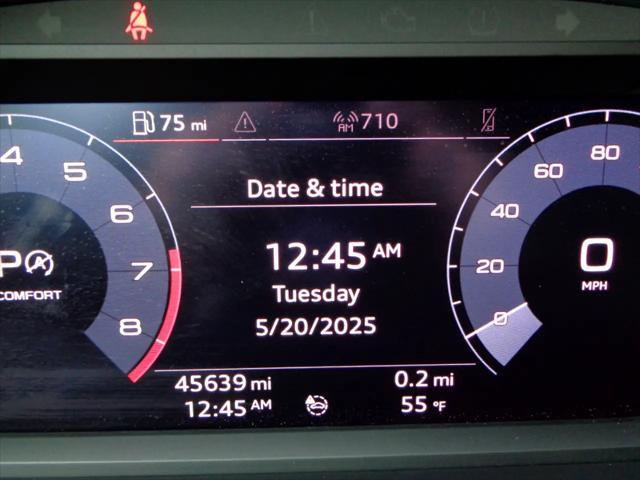 75 mi
AM 710
Date & time
12:45 AM
Tuesday
5/20/2025
45639 mi
0.2 mi
12:45 AM
55 °F
4
5
6
7
8
P A
COMFORT
80
60
40
20
0
0
MPH